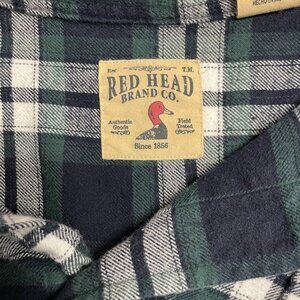 Est. T.M.
RED HEAD
BRAND CO.
Authentic Field
Goods Tested
Since 1856